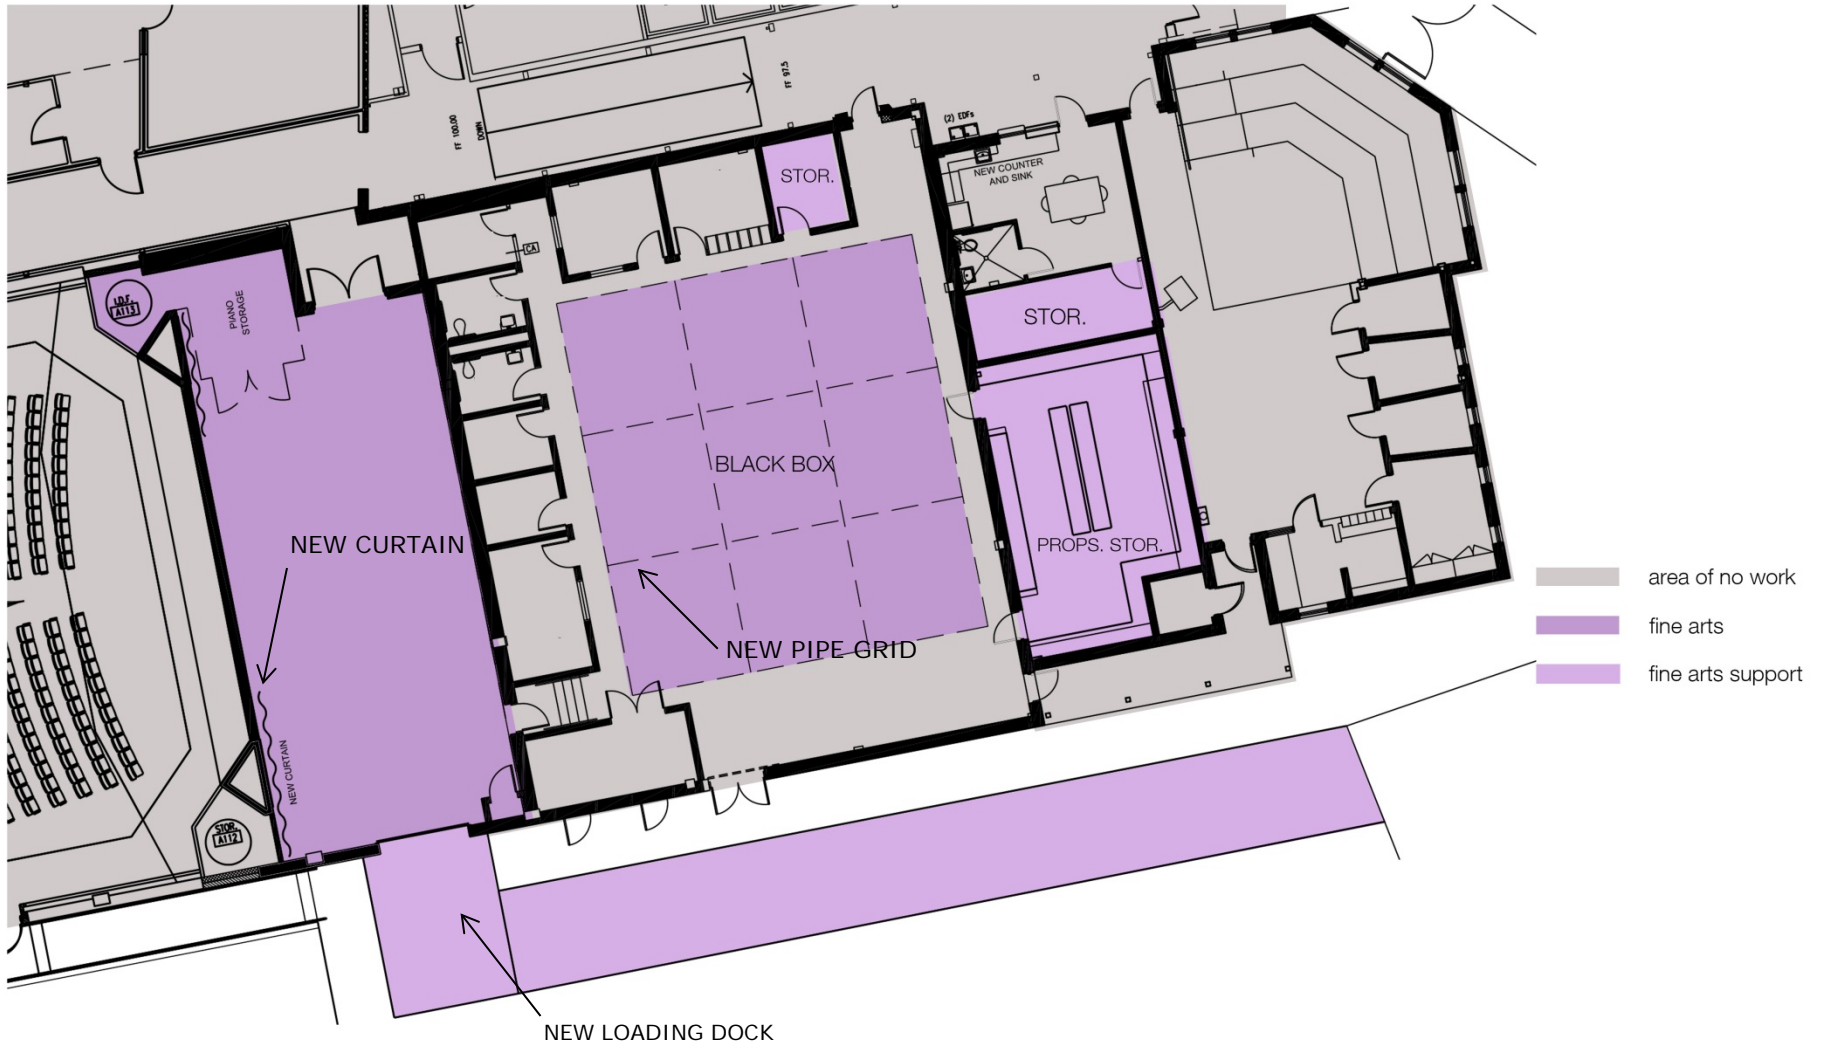 FF 97.5
FF 100.00
DOWN
(2) EDFs
STOR.
NEW COUNTER
AND SINK
CA
I.D.F.
A113
PIANO
STORAGE
STOR.
BLACK BOX
NEW CURTAIN
PROPS. STOR.
area of no work
fine arts
NEW PIPE GRID
fine arts support
NEW CURTAIN
STOR.
A112
NEW LOADING DOCK